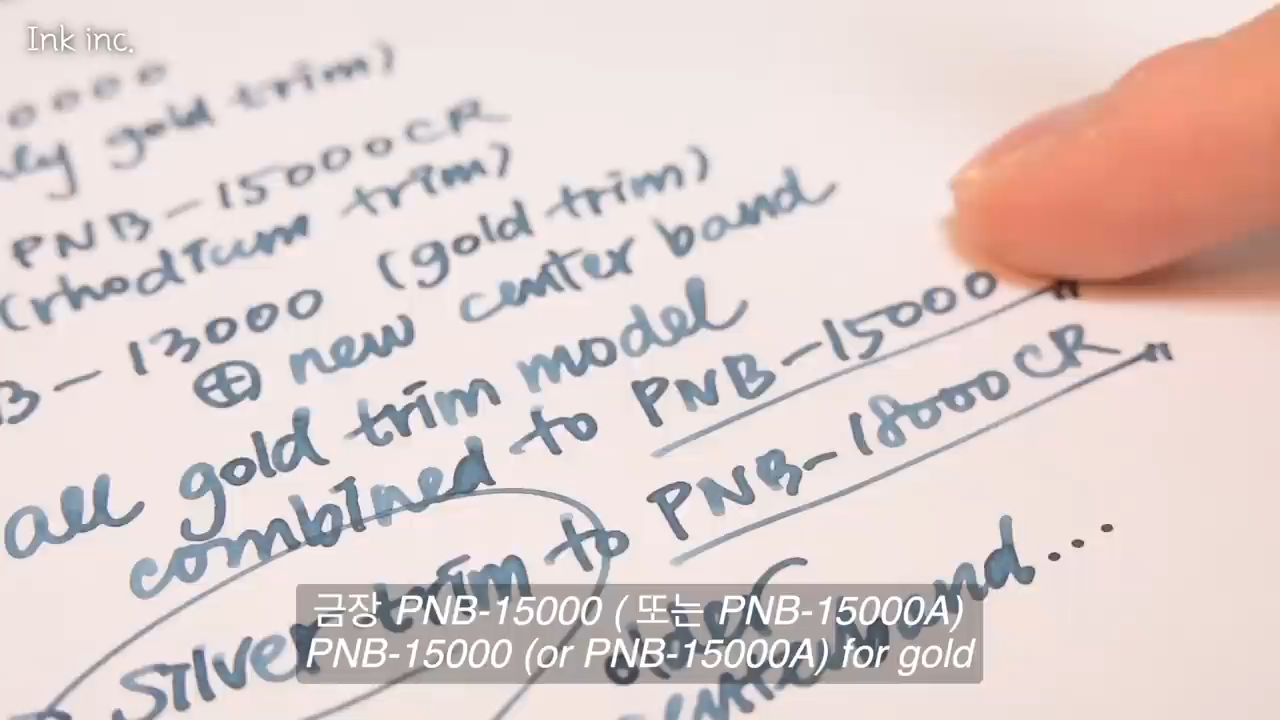 Ink inc.
0000
gold trim)
PNB-15000CR
(rhodium trim)
B-13000 (gold trim)
⊕ new center band
all gold trim model
combined to PNB-15000"
silver trim to PNB-18000CR"
older
centerband...
금장 PNB-15000 (또는 PNB-15000A)
PNB-15000 (or PNB-15000A) for gold